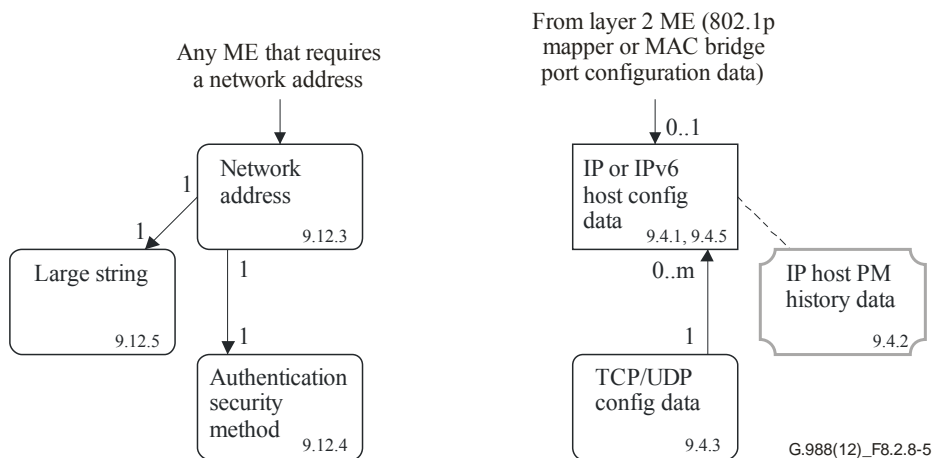 Any ME that requires
a network address
From layer 2 ME (802.1p
mapper or MAC bridge
port configuration data)
0..1
Network
address
9.12.3
1
1
IP or IPv6
host config
data
9.4.1, 9.4.5
Large string
9.12.5
1
0..m
IP host PM
history data
9.4.2
1
1
Authentication
security
method
9.12.4
TCP/UDP
config data
9.4.3
G.988(12)_F8.2.8-5